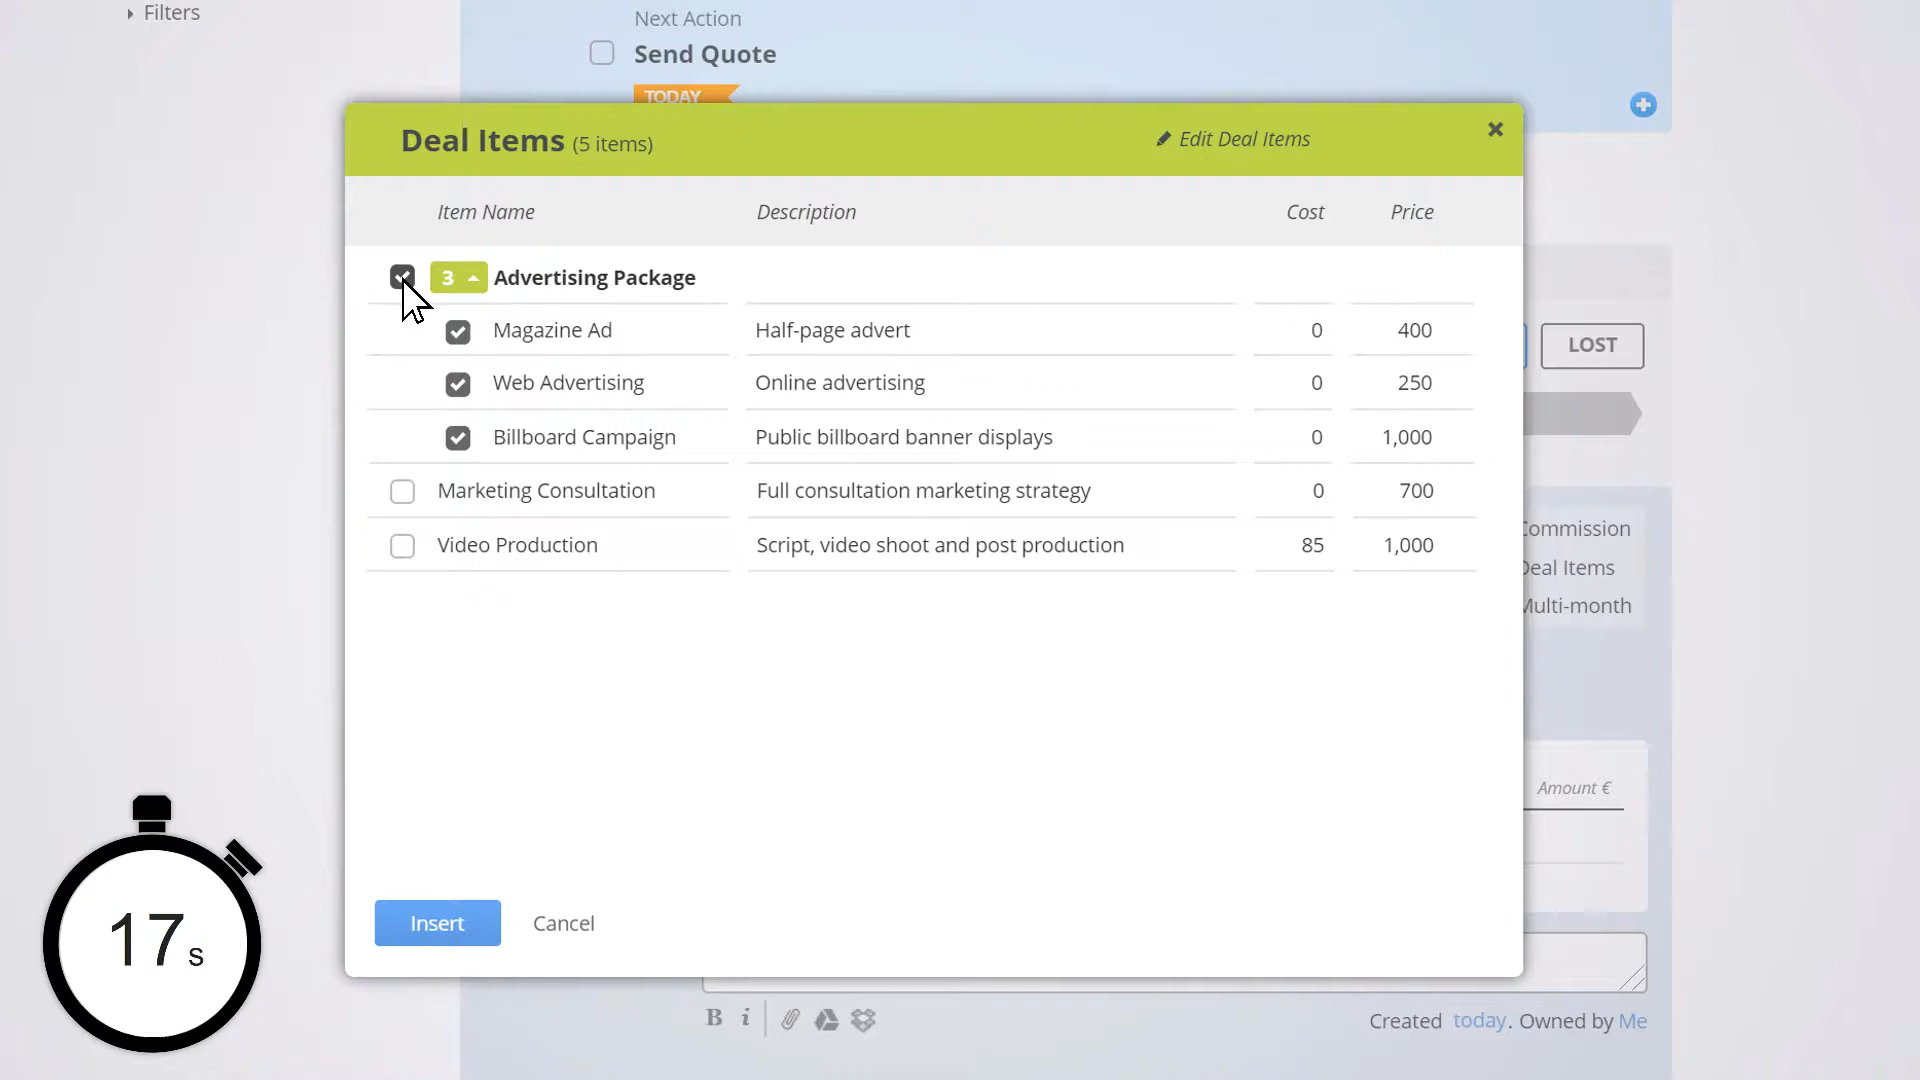 Filters
Next Action
Send Quote
TODAY
Deal Items (5 items)
Edit Deal Items
Item Name Description Cost Price
3 Advertising Package
Magazine Ad Half-page advert 0 400
Web Advertising Online advertising 0 250
Billboard Campaign Public billboard banner displays 0 1,000
Marketing Consultation Full consultation marketing strategy 0 700
Video Production Script, video shoot and post production 85 1,000
LOST
Commission
Deal Items
Multi-month
Amount €
Insert Cancel
17s
B i
Created today. Owned by Me